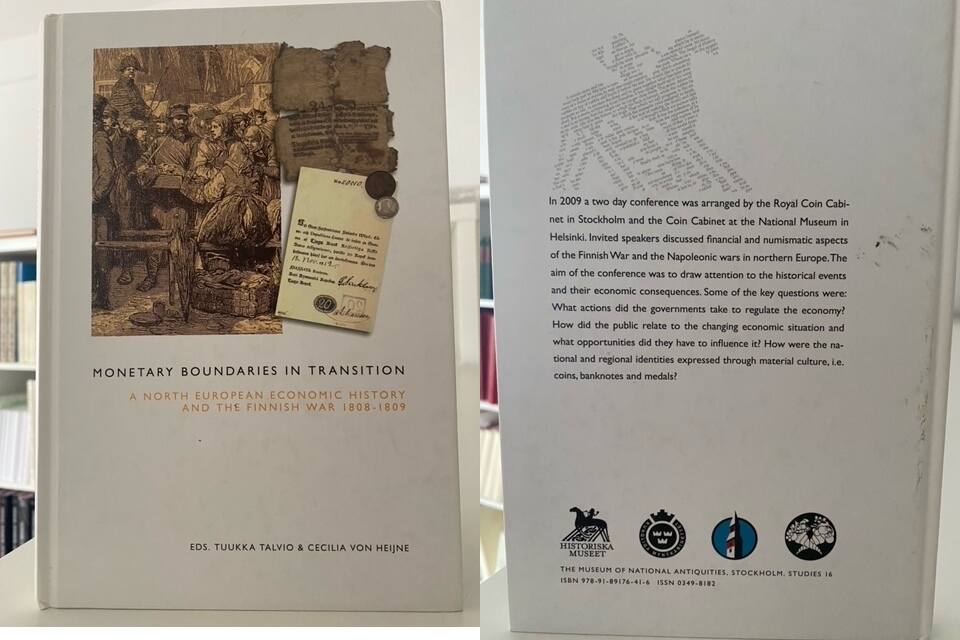 MONETARY BOUNDARIES IN TRANSITION
A NORTH EUROPEAN ECONOMIC HISTORY
AND THE FINNISH WAR 1808-1809
EDS. TUUKKA TALVIO & CECILIA VON HEIJNE
In 2009 a two day conference was arranged by the Royal Coin Cabi-
net in Stockholm and the Coin Cabinet at the National Museum in
Helsinki. Invited speakers discussed financial and numismatic aspects
of the Finnish War and the Napoleonic wars in northern Europe. The
aim of the conference was to draw attention to the historical events
and their economic consequences. Some of the key questions were:
What actions did the governments take to regulate the economy?
How did the public relate to the changing economic situation and
what opportunities did they have to influence it? How were the na-
tional and regional identities expressed through material culture, i.e.
coins, banknotes and medals?
HISTORISKA
MUSEET
THE MUSEUM OF NATIONAL ANTIQUITIES, STOCKHOLM. STUDIES 16
ISBN 978-91-89176-41-6 ISSN 0349-8182